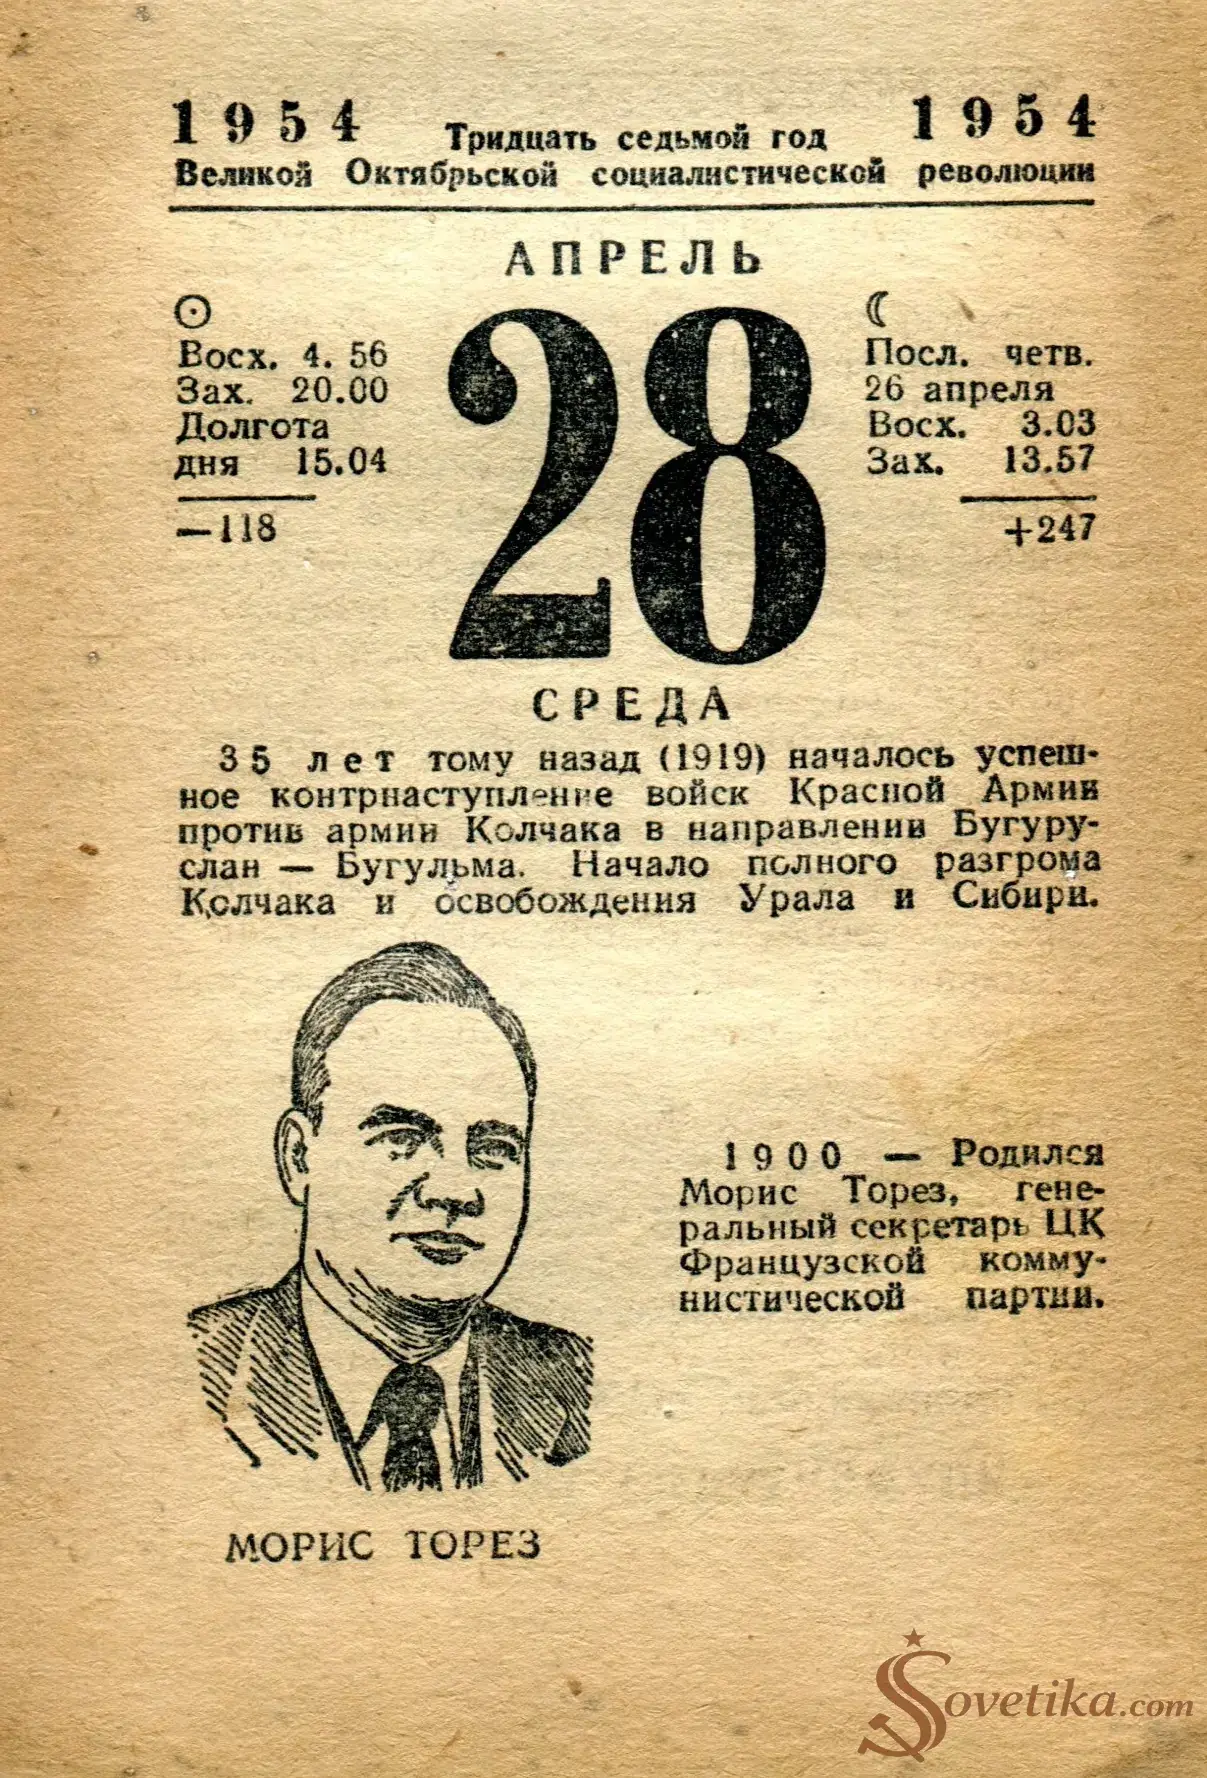 1954 Тридцать седьмой год 1954
Великой Октябрьской социалистической революции
АПРЕЛЬ
Восх. 4.56
Зах. 20.00
Долгота
дня 15.04
—118
28
Посл. четв.
26 апреля
Восх. 3.03
Зах. 13.57
+247
СРЕДА
35 лет тому назад (1919) началось успеш-
ное контрнаступление войск Красной Армии
против армии Колчака в направлении Бугуру-
слан — Бугульма. Начало полного разгрома
Колчака и освобождения Урала и Сибири.
1900 — Родился
Морис Торез, гене-
ральный секретарь ЦК
Французской комму-
нистической партии.
МОРИС ТОРЕЗ
Sovetika.com